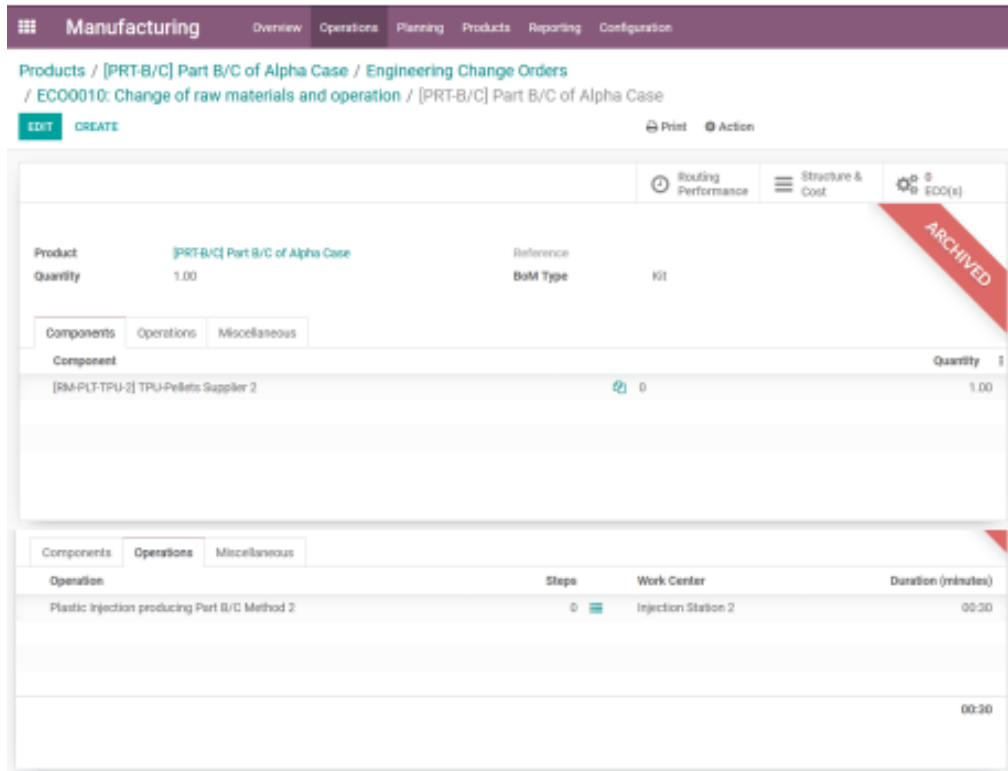 Manufacturing Overview Operations Planning Products Reporting Configuration
Products / [PRT-B/C] Part B/C of Alpha Case / Engineering Change Orders
/ ECO0010: Change of raw materials and operation / [PRT-B/C] Part B/C of Alpha Case
EDIT CREATE Print Action
Routing Performance Structure & Cost 0 ECO(s)
ARCHIVED
Product [PRT-B/C] Part B/C of Alpha Case Reference
Quantity 1.00 BoM Type Kit
Components Operations Miscellaneous
Component Quantity
[RM-PLT-TPU-2] TPU-Pellets Supplier 2 0 1.00
Components Operations Miscellaneous
Operation Steps Work Center Duration (minutes)
Plastic Injection producing Part B/C Method 2 0 Injection Station 2 00:30
00:30